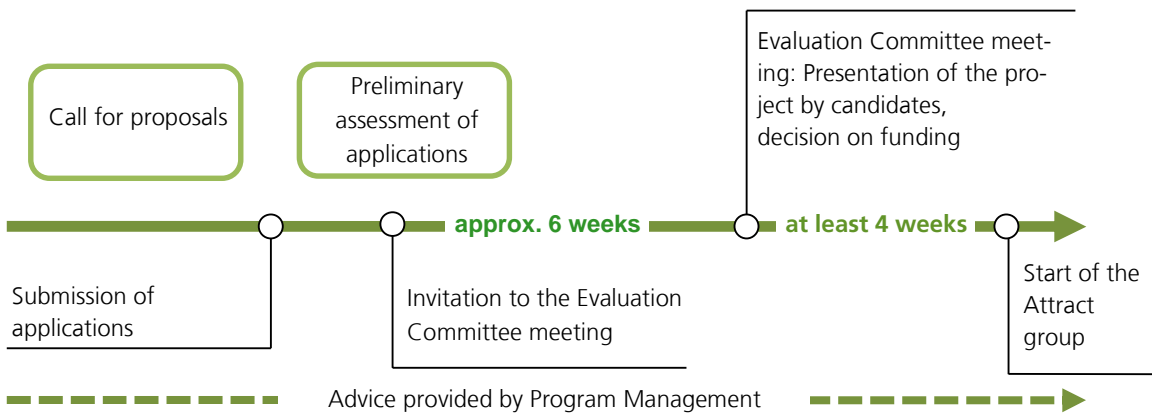 Call for proposals
Preliminary
assessment of
applications
Evaluation Committee meet-
ing: Presentation of the pro-
ject by candidates,
decision on funding
approx. 6 weeks
at least 4 weeks
Submission of
applications
Invitation to the Evaluation
Committee meeting
Start of the
Attract
group
Advice provided by Program Management